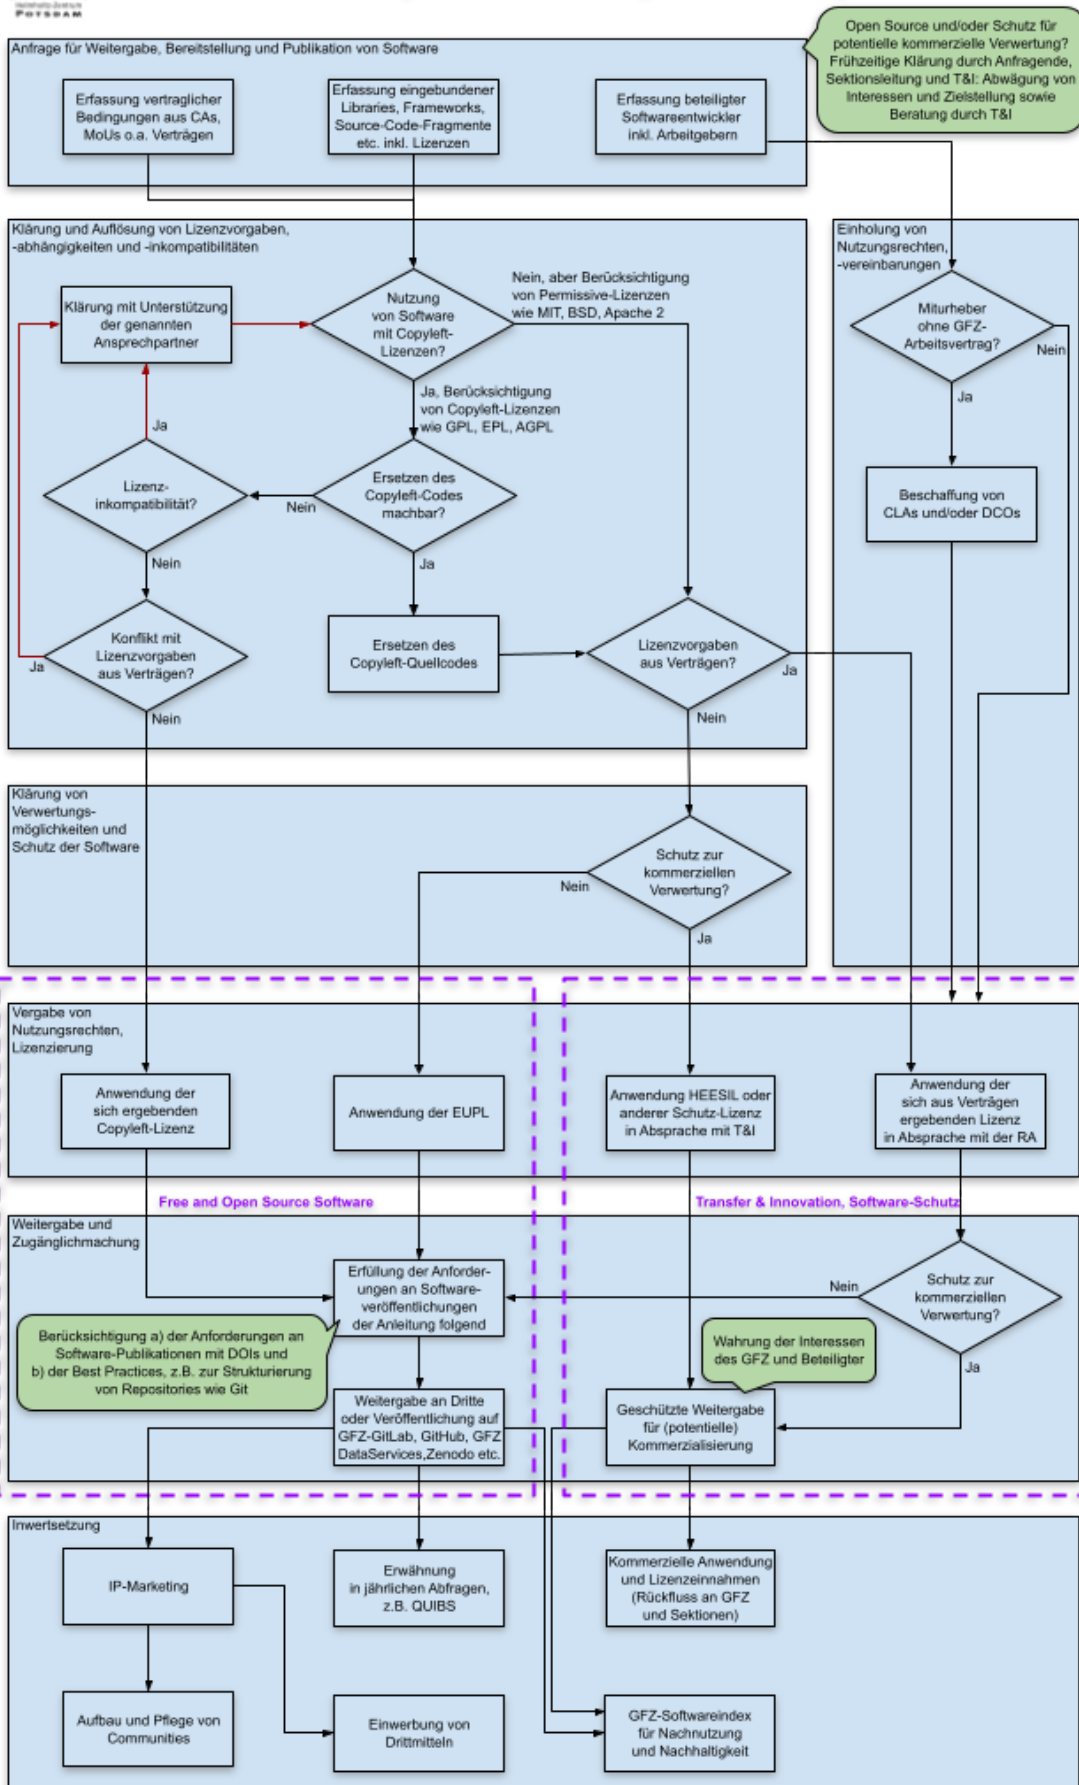 POTSDAM
Open Source und/oder Schutz für
potentielle kommerzielle Verwertung?
Frühzeitige Klärung durch Anfragende,
Sektionsleitung und T&I: Abwägung von
Interessen und Zielstellung sowie
Beratung durch T&I
Anfrage für Weitergabe, Bereitstellung und Publikation von Software
Erfassung vertraglicher
Bedingungen aus CAs,
MoUs o.a. Verträgen
Erfassung eingebundener
Libraries, Frameworks,
Source-Code-Fragmente
etc. inkl. Lizenzen
Erfassung beteiligter
Softwareentwickler
inkl. Arbeitgebern
Klärung und Auflösung von Lizenzvorgaben,
-abhängigkeiten und -inkompatibilitäten
Einholung von
Nutzungsrechten,
-vereinbarungen
Klärung mit Unterstützung
der genannten
Ansprechpartner
Nutzung
von Software
mit Copyleft-
Lizenzen?
Nein, aber Berücksichtigung
von Permissive-Lizenzen
wie MIT, BSD, Apache 2
Miturheber
ohne GFZ-
Arbeitsvertrag?
Nein
Ja
Ja, Berücksichtigung
von Copyleft-Lizenzen
wie GPL, EPL, AGPL
Ja
Lizenz-
inkompatibilität?
Nein
Ersetzen des
Copyleft-Codes
machbar?
Beschaffung von
CLAs und/oder DCOs
Nein
Ja
Konflikt mit
Lizenzvorgaben
aus Verträgen?
Ja
Ersetzen des
Copyleft-Quellcodes
Lizenzvorgaben
aus Verträgen?
Ja
Nein
Nein
Klärung von
Verwertungs-
möglichkeiten und
Schutz der Software
Schutz zur
kommerziellen
Verwertung?
Nein
Ja
Vergabe von
Nutzungsrechten,
Lizenzierung
Anwendung der
sich ergebenden
Copyleft-Lizenz
Anwendung der EUPL
Anwendung HEESIL oder
anderer Schutz-Lizenz
in Absprache mit T&I
Anwendung der
sich aus Verträgen
ergebenden Lizenz
in Absprache mit der RA
Free and Open Source Software
Transfer & Innovation, Software-Schutz
Weitergabe und
Zugänglichmachung
Erfüllung der Anforder-
ungen an Software-
veröffentlichungen
der Anleitung folgend
Nein
Schutz zur
kommerziellen
Verwertung?
Ja
Berücksichtigung a) der Anforderungen an
Software-Publikationen mit DOIs und
b) der Best Practices, z.B. zur Strukturierung
von Repositories wie Git
Wahrung der Interessen
des GFZ und Beteiligter
Weitergabe an Dritte
oder Veröffentlichung auf
GFZ-GitLab, GitHub, GFZ
DataServices,Zenodo etc.
Geschützte Weitergabe
für (potentielle)
Kommerzialisierung
Inwertsetzung
IP-Marketing
Erwähnung
in jährlichen Abfragen,
z.B. QUIBS
Kommerzielle Anwendung
und Lizenzeinnahmen
(Rückfluss an GFZ
und Sektionen)
Aufbau und Pflege von
Communities
Einwerbung von
Drittmitteln
GFZ-Softwareindex
für Nachnutzung
und Nachhaltigkeit